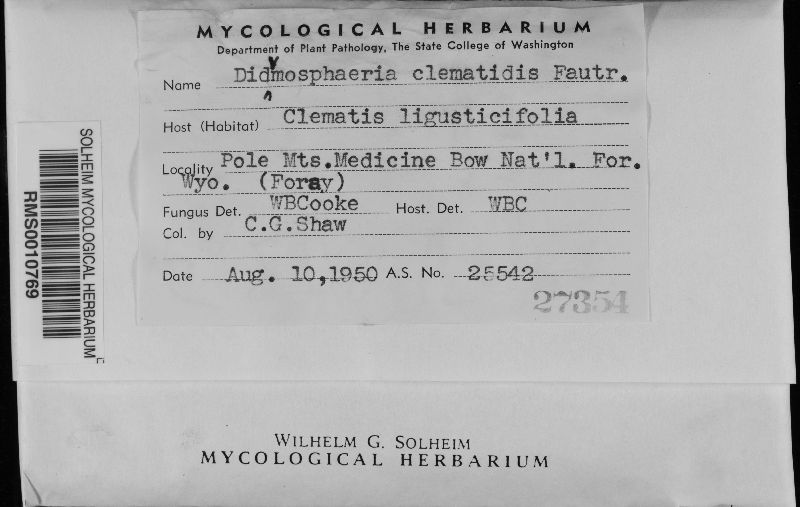 MYCOLOGICAL HERBARIUM
Department of Plant Pathology, The State College of Washington
Name Didymosphaeria clematidis Fautr.
Host (Habitat) Clematis ligusticifolia
Locality Pole Mts. Medicine Bow Nat'l. For.
Wyo. (Foray)
Fungus Det. WBCooke Host. Det. WBC
Col. by C.G.Shaw
Date Aug. 10,1950 A.S. No. 25542
27354
SOLHEIM MYCOLOGICAL HERBARIUM
RMS0010769
WILHELM G. SOLHEIM
MYCOLOGICAL HERBARIUM